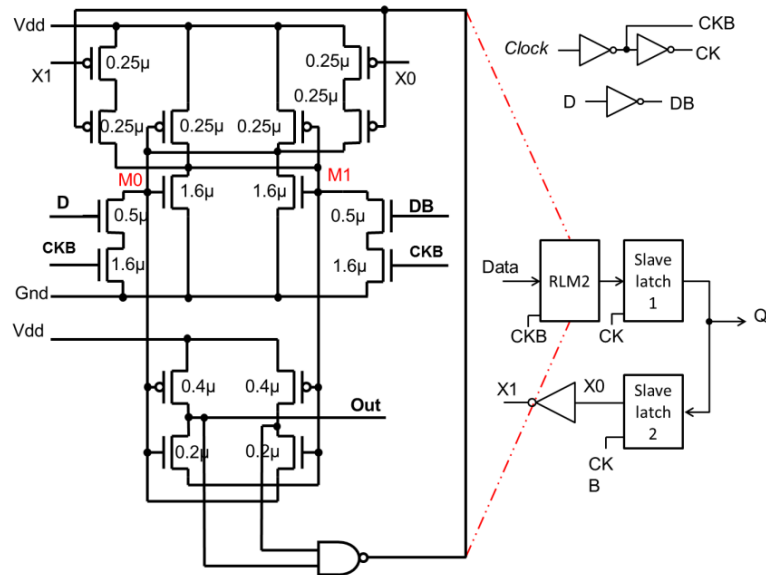 Vdd
X1
0.25µ
0.25µ
X0
0.25µ
0.25µ
0.25µ
0.25µ
M0
M1
1.6µ
1.6µ
D
0.5µ
0.5µ
DB
CKB
1.6µ
1.6µ
CKB
Gnd
Vdd
0.4µ
0.4µ
Out
0.2µ
0.2µ
Clock
CKB
CK
D
DB
Data
RLM2
Slave
latch
1
CKB
CK
Q
X1
X0
Slave
latch
2
CK
B